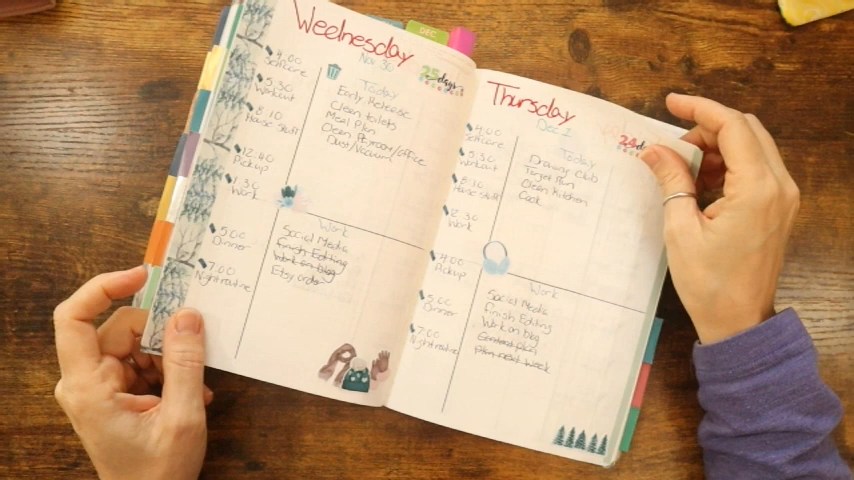 DEC
Wednesday
Nov 30
25 days
4:00
Selfcare
5:30
Workout
8:10
House Stuff
12:40
Pickup
1:30
Work
5:00
Dinner
7:00
Nightroutine
Today
Early Release
Clean toilets
Meal Plan
Clean Playroom/office
Dust/Vacuum
Work
Social Media
Finish Editing
Work on blog
Etsy order
Thursday
Dec 1
24 da
4:00
Selfcare
5:30
Workout
8:10
House stuff
12:30
Work
4:00
Pickup
5:00
Dinner
7:00
Nightroutine
Today
Drawing Club
Target Run
Clean Kitchen
Cook
Work
Social Media
Finish Editing
Work on blog
Content plan
Plan next week